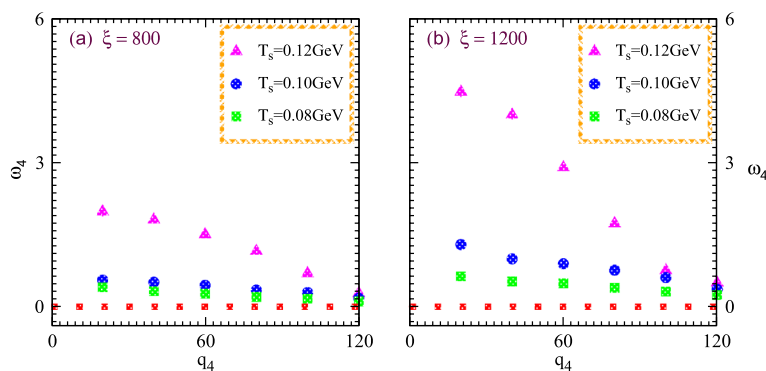 (a) ξ = 800
T_s=0.12GeV
T_s=0.10GeV
T_s=0.08GeV
6
3
0
ω_4
0 60 120
q_4
(b) ξ = 1200
T_s=0.12GeV
T_s=0.10GeV
T_s=0.08GeV
6
3
0
ω_4
0 60 120
q_4